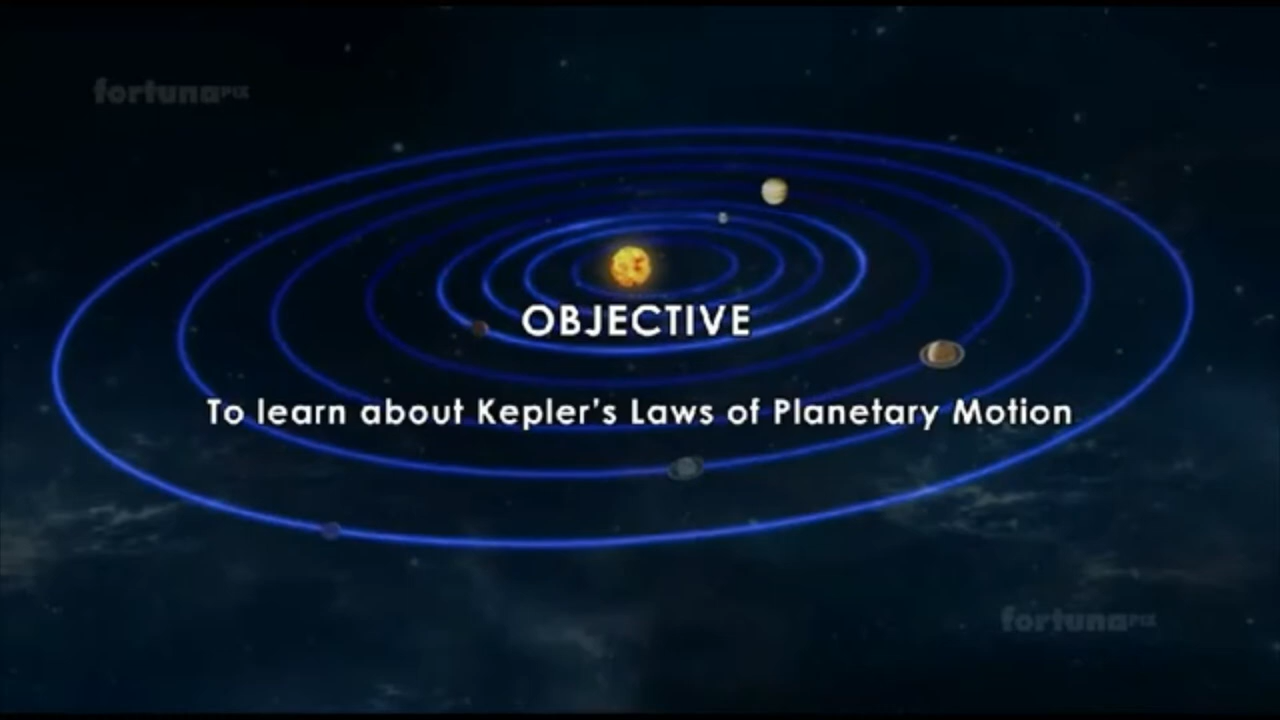 fortunaPIX
OBJECTIVE
To learn about Kepler's Laws of Planetary Motion
fortunaPIX